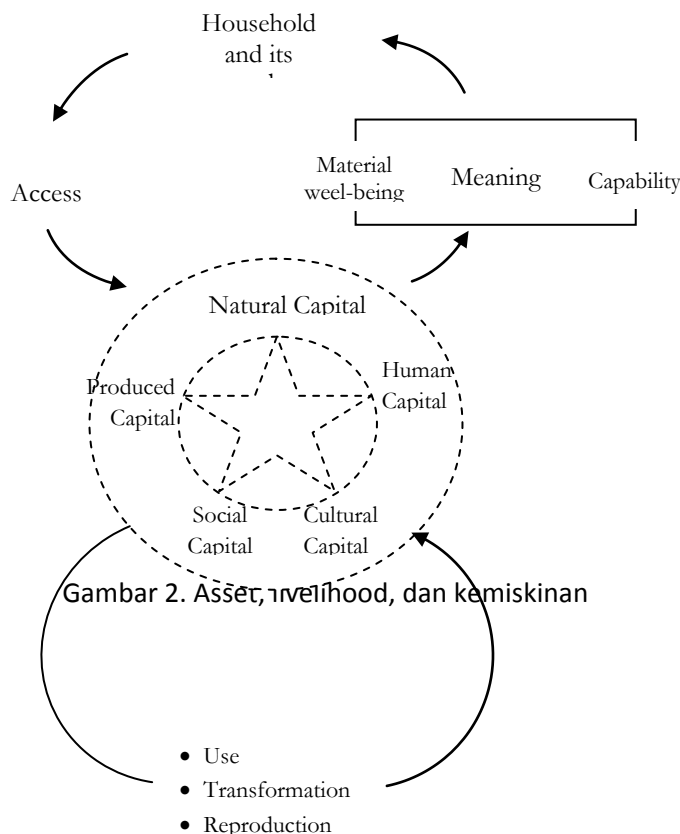 Household
and its
Material
weel-being
Meaning
Capability
Access
Natural Capital
Produced
Capital
Human
Capital
Social
Capital
Cultural
Capital
Gambar 2. Asset, livelihood, dan kemiskinan
• Use
• Transformation
• Reproduction